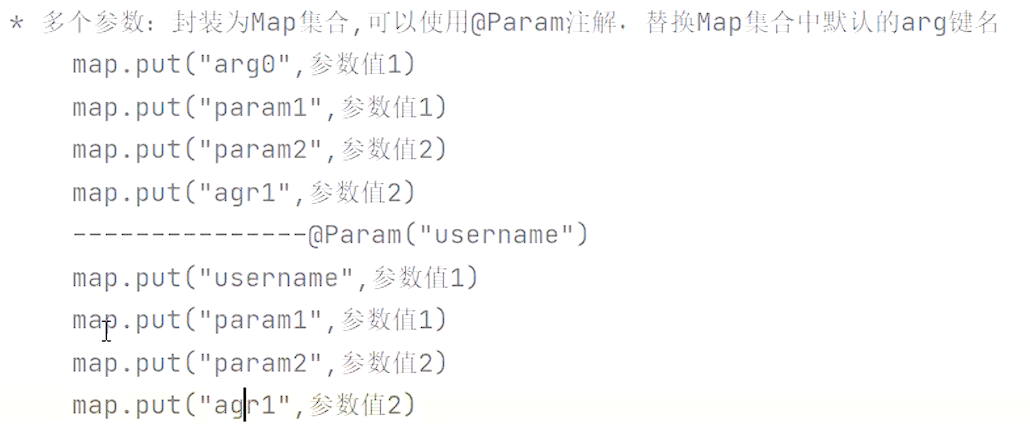 * 多个参数: 封装为Map集合,可以使用@Param注解. 替换Map集合中默认的arg键名
map.put("arg0",参数值1)
map.put("param1",参数值1)
map.put("param2",参数值2)
map.put("agr1",参数值2)
---------------@Param("username")
map.put("username",参数值1)
map.put("param1",参数值1)
map.put("param2",参数值2)
map.put("agr1",参数值2)